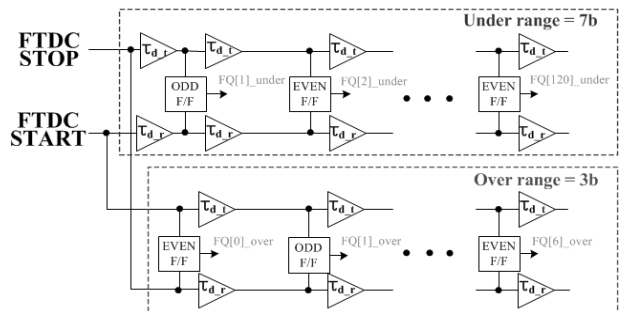 Under range = 7b
FTDC
STOP
τd_t τd_t τd_t τd_t
ODD
F/F
FQ[1]_under
EVEN
F/F
FQ[2]_under
EVEN
F/F
FQ[120]_under
FTDC
START
τd_r τd_r τd_r τd_r
Over range = 3b
τd_t τd_t τd_t
EVEN
F/F
FQ[0]_over
ODD
F/F
FQ[1]_over
EVEN
F/F
FQ[6]_over
τd_r τd_r τd_r